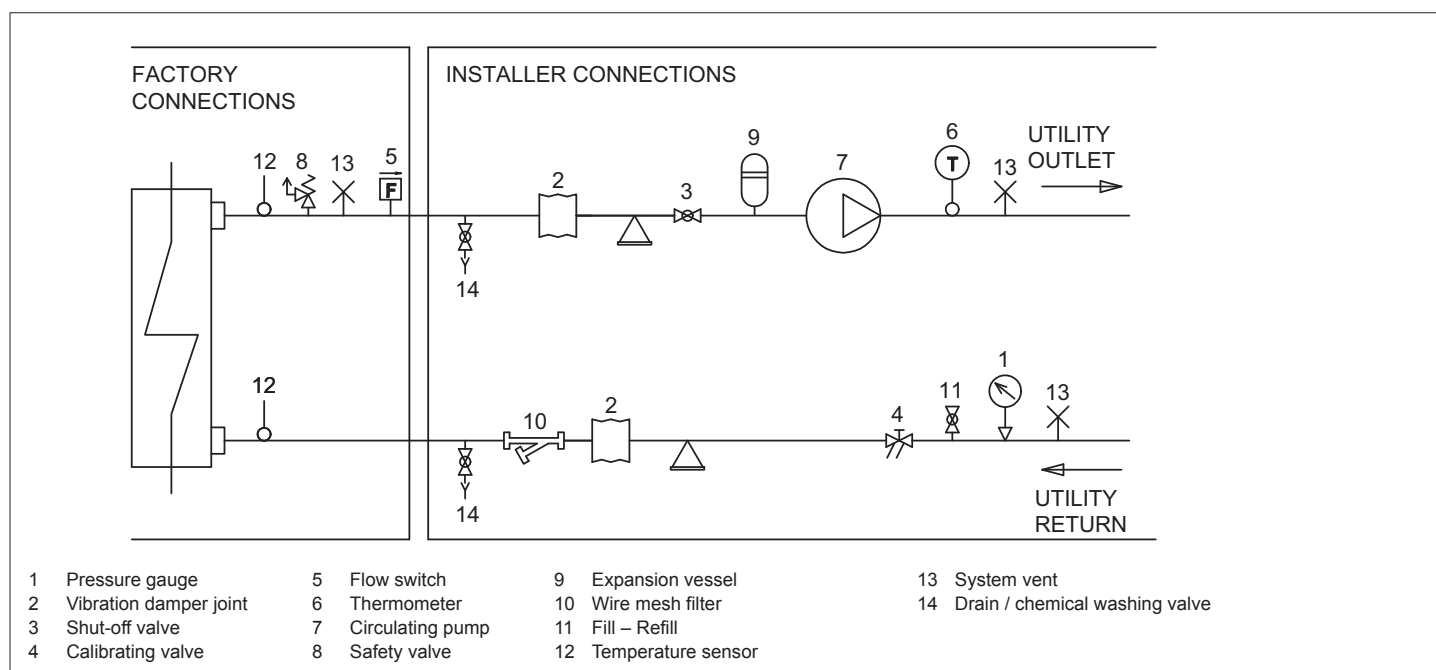 FACTORY
CONNECTIONS
INSTALLER CONNECTIONS
12
8
13
5
F
2
3
9
7
6
T
13
UTILITY
OUTLET
14
12
10
2
4
11
1
13
14
UTILITY
RETURN
1 Pressure gauge
2 Vibration damper joint
3 Shut-off valve
4 Calibrating valve
5 Flow switch
6 Thermometer
7 Circulating pump
8 Safety valve
9 Expansion vessel
10 Wire mesh filter
11 Fill – Refill
12 Temperature sensor
13 System vent
14 Drain / chemical washing valve